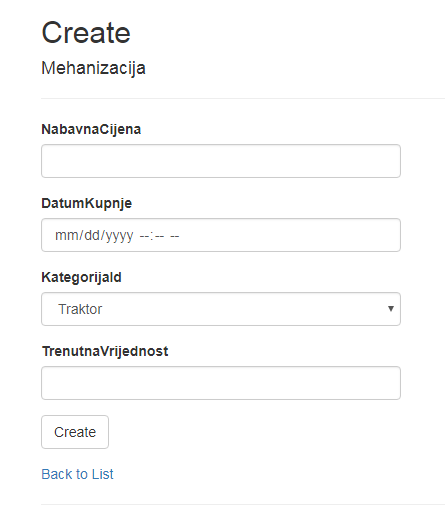 Create
Mehanizacija
NabavnaCijena
DatumKupnje
mm/dd/yyyy --:-- --
KategorijaId
Traktor
TrenutnaVrijednost
Create
Back to List